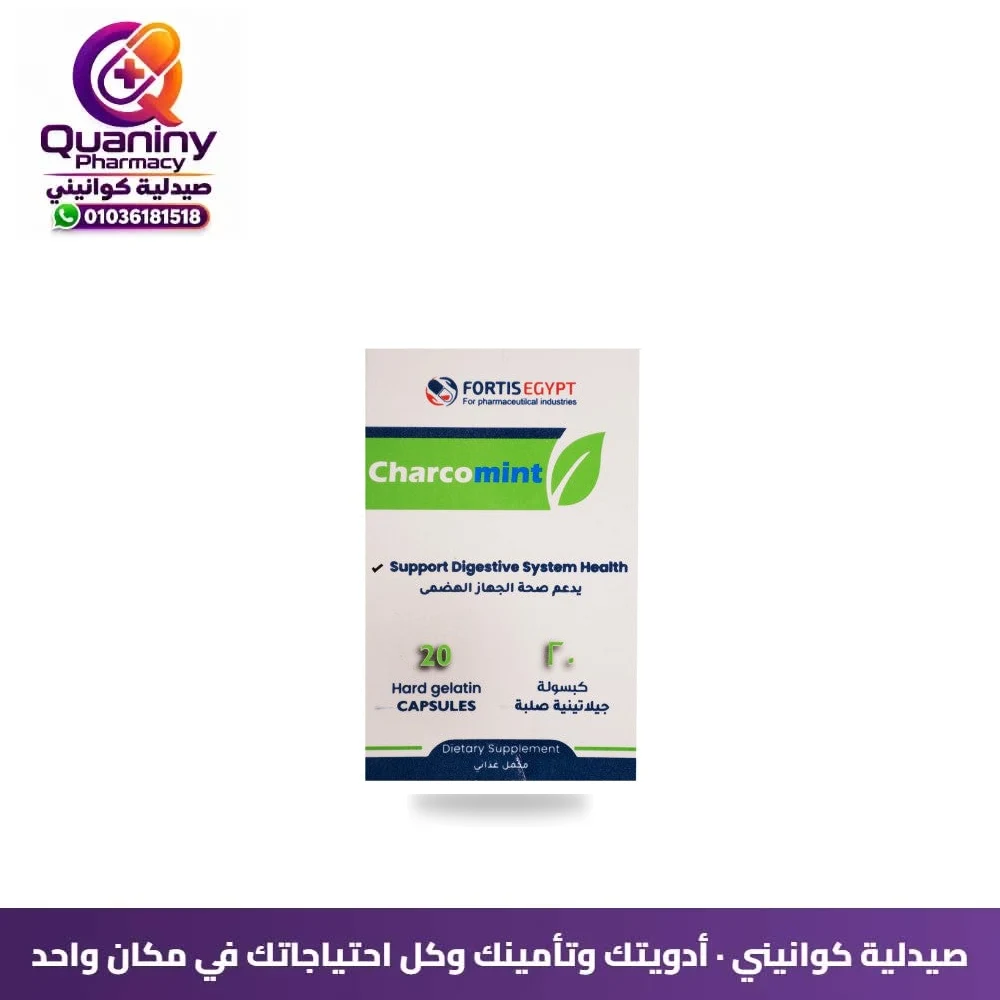 Quaniny
Pharmacy
صيدلية كوانيني
01036181518
FORTIS EGYPT
For pharmaceutilcal industries
Charcomint
Support Digestive System Health
يدعم صحة الجهاز الهضمى
20
Hard gelatin
CAPSULES
٢٠
كبسولة
جيلاتينية صلبة
Dietary Supplement
مكمل غذائي
صيدلية كوانيني · أدويتك وتأمينك وكل احتياجاتك في مكان واحد